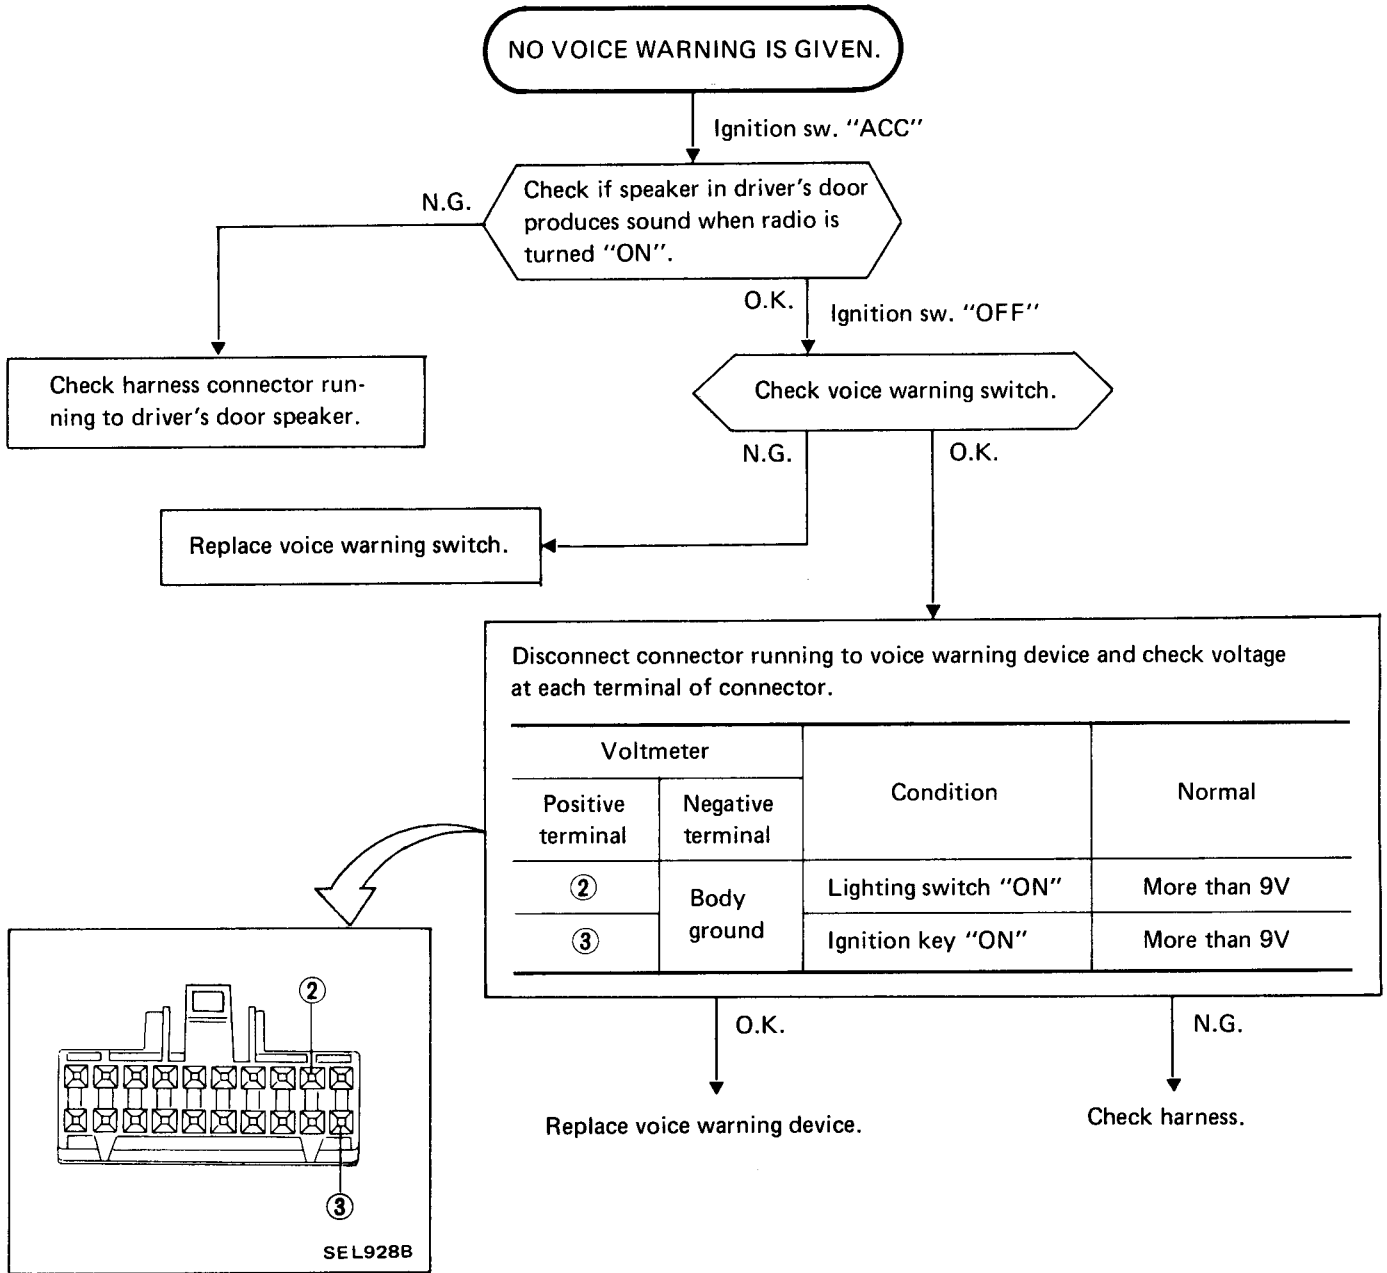 NO VOICE WARNING IS GIVEN.
Ignition sw. "ACC"
Check if speaker in driver's door
produces sound when radio is
turned "ON".
N.G.
O.K.
Ignition sw. "OFF"
Check harness connector run-
ning to driver's door speaker.
Check voice warning switch.
N.G.
O.K.
Replace voice warning switch.
Disconnect connector running to voice warning device and check voltage
at each terminal of connector.
Voltmeter
Condition
Normal
Positive
terminal
Negative
terminal
②
Body
ground
Lighting switch "ON"
More than 9V
③
Ignition key "ON"
More than 9V
②
③
SEL928B
O.K.
N.G.
Replace voice warning device.
Check harness.